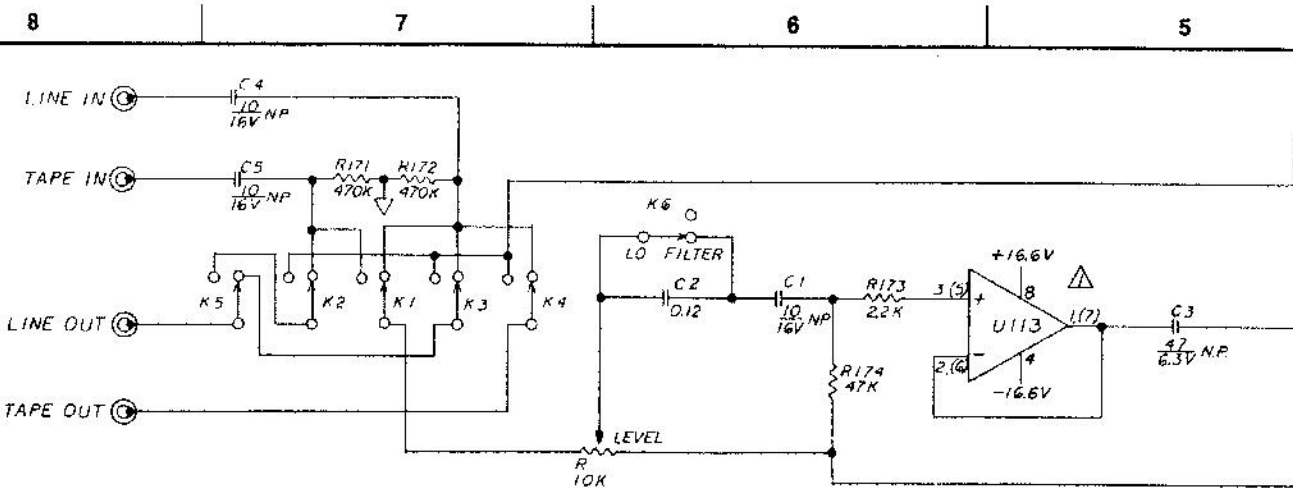 8 7 6 5
LINE IN
C4
10
16V NP
TAPE IN
C5
10
16V NP
R171
470K
R172
470K
K6
LO FILTER
C2
0.12
C1
10
16V NP
R173
2.2K
+16.6V
3 (5)
+
8
U113
1,(7)
2,(6)
−
4
-16.6V
!
C3
47
6.3V N.P.
K5 K2 K1 K3 K4
LINE OUT
TAPE OUT
R174
47K
LEVEL
R
10K